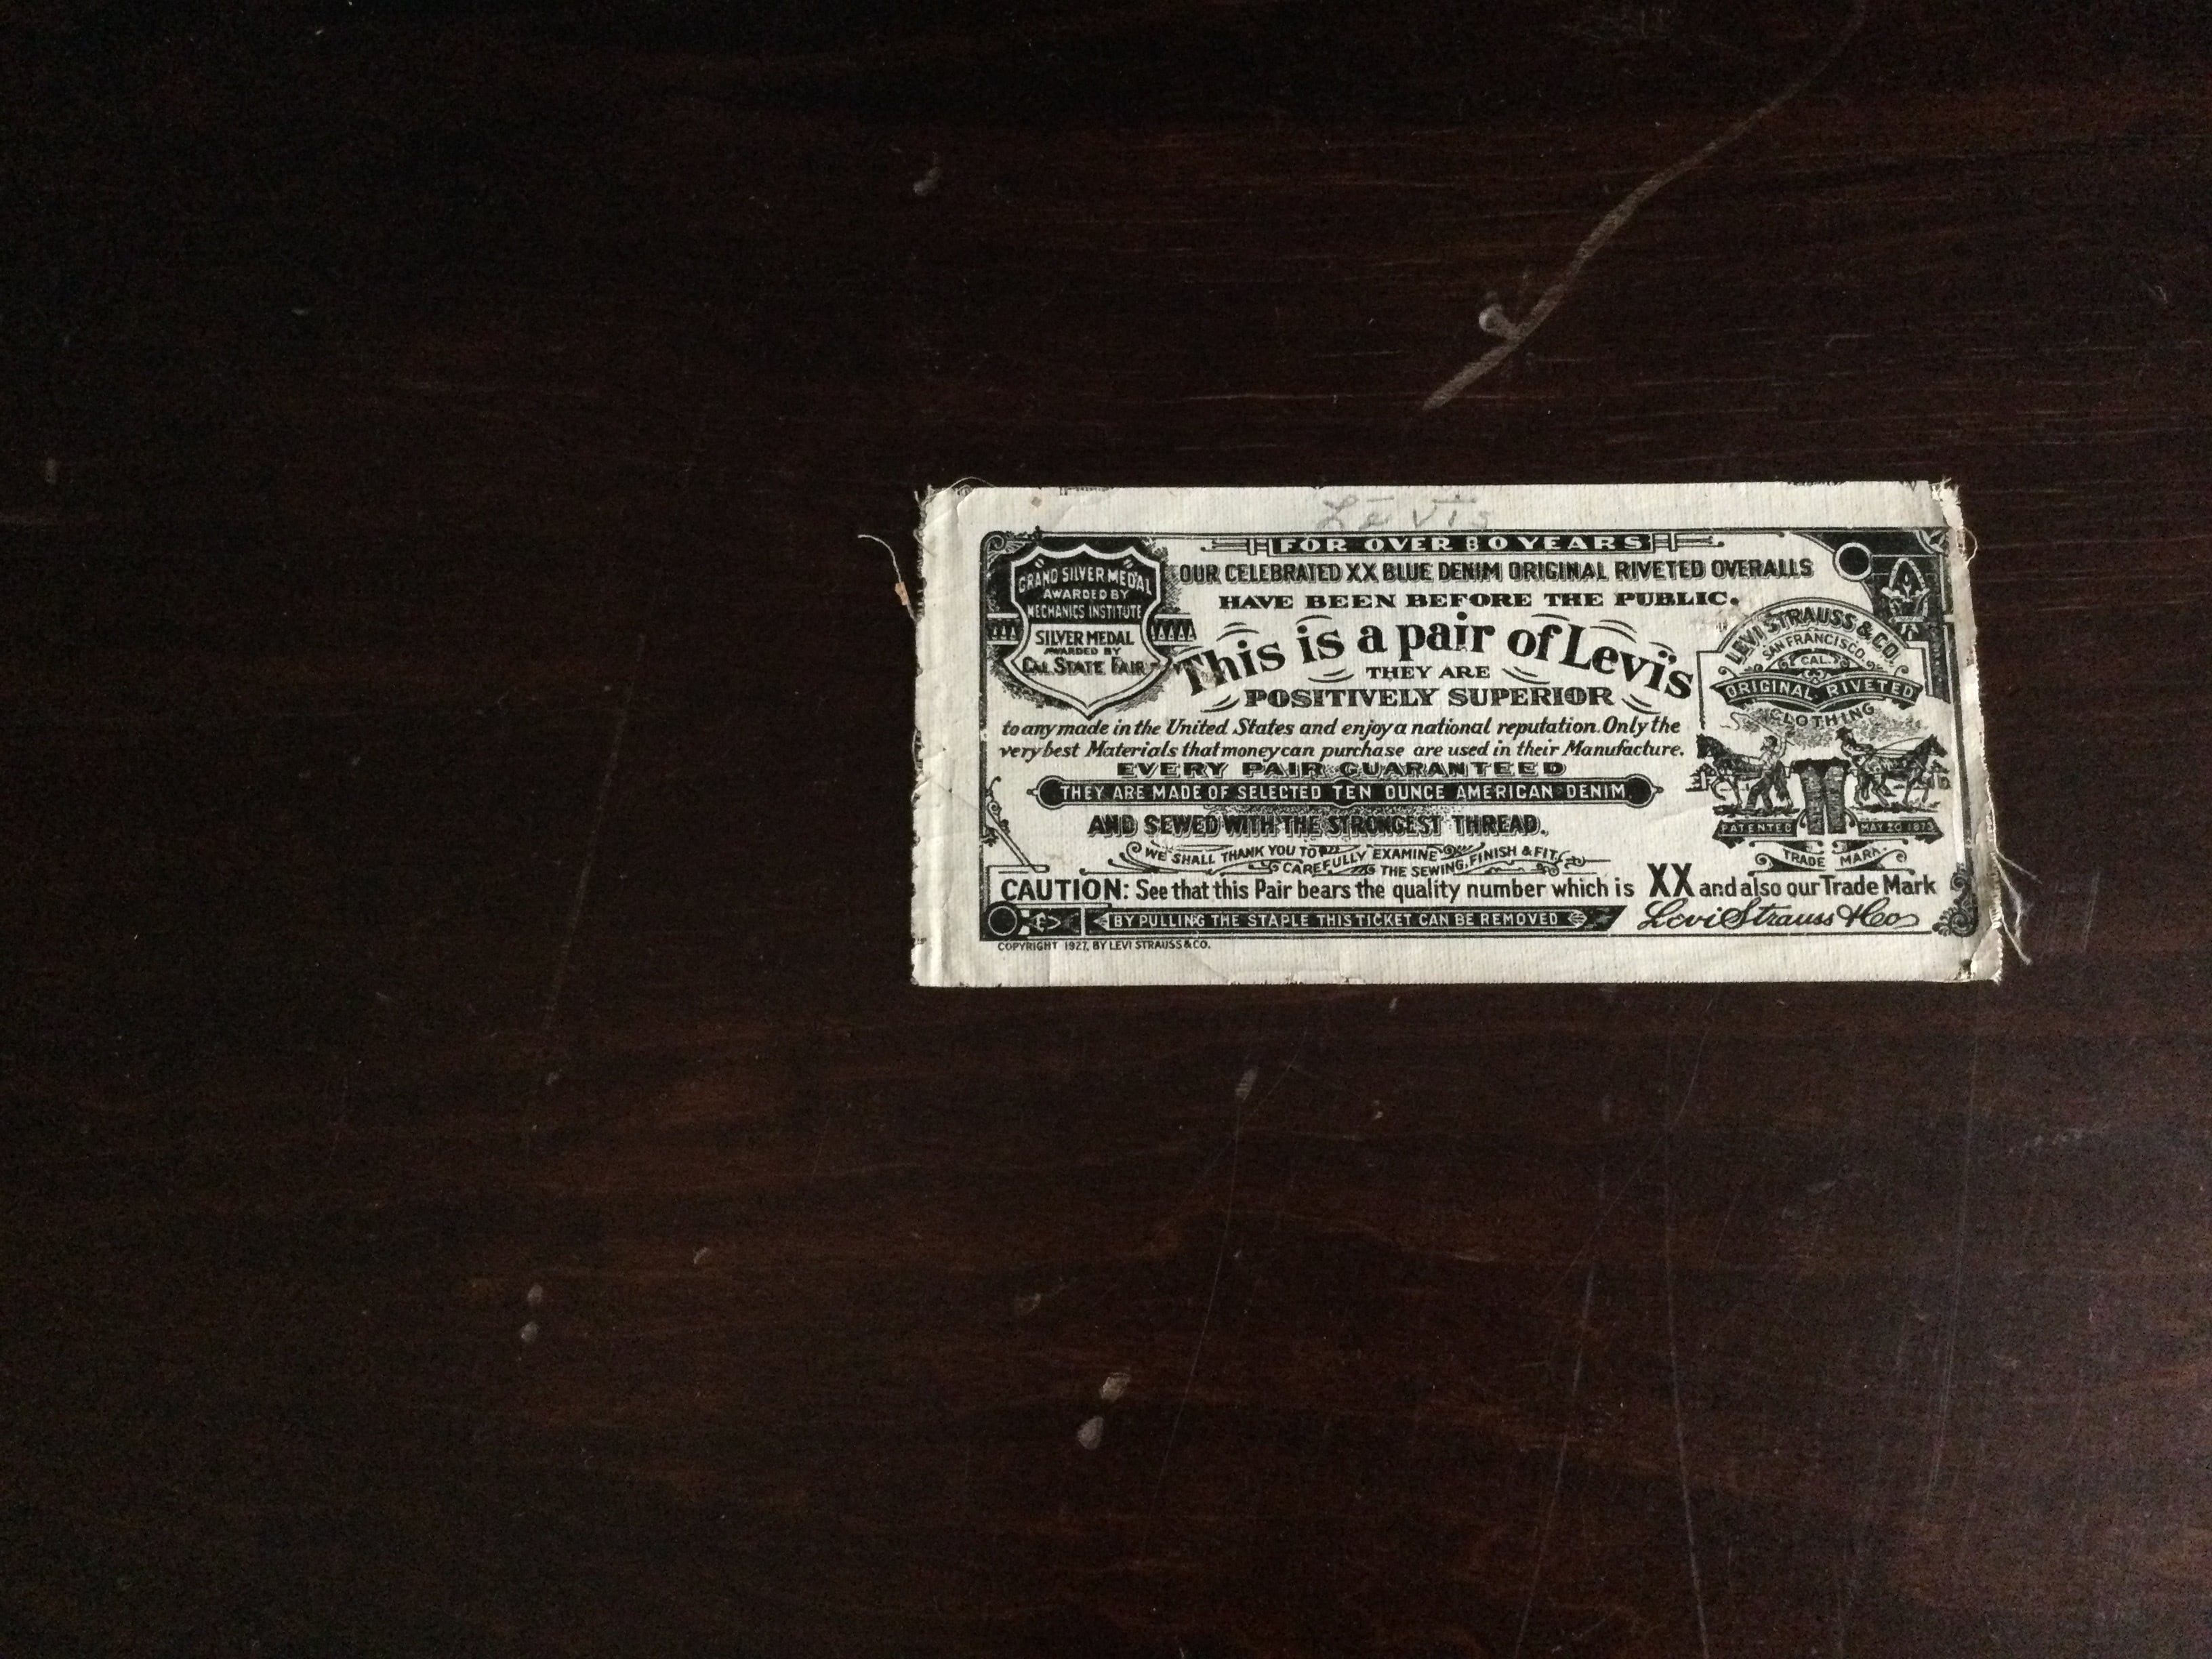 Levis
FOR OVER 80 YEARS
OUR CELEBRATED XX BLUE DENIM ORIGINAL RIVETED OVERALLS
HAVE BEEN BEFORE THE PUBLIC.
GRAND SILVER MEDAL
AWARDED BY
MECHANICS INSTITUTE
SILVER MEDAL
AWARDED BY
CAL. STATE FAIR
This is a pair of Levi's
THEY ARE
POSITIVELY SUPERIOR
to any made in the United States and enjoy a national reputation. Only the
very best Materials that money can purchase are used in their Manufacture.
EVERY PAIR GUARANTEED
THEY ARE MADE OF SELECTED TEN OUNCE AMERICAN DENIM
AND SEWED WITH THE STRONGEST THREAD.
WE SHALL THANK YOU TO CAREFULLY EXAMINE THE SEWING, FINISH & FIT.
LEVI STRAUSS & CO.
SAN FRANCISCO.
CAL.
ORIGINAL RIVETED
CLOTHING
PATENTED MAY 20 1873
TRADE MARK.
CAUTION: See that this Pair bears the quality number which is XX and also our Trade Mark
BY PULLING THE STAPLE THIS TICKET CAN BE REMOVED
Levi Strauss & Co
COPYRIGHT 1927, BY LEVI STRAUSS & CO.